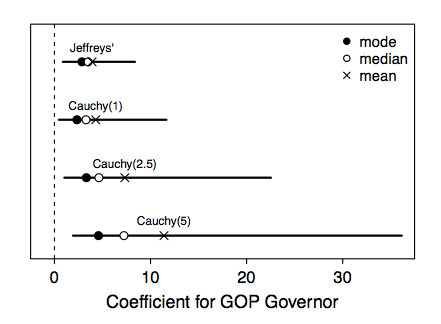 Jeffreys'
mode
median
mean
Cauchy(1)
Cauchy(2.5)
Cauchy(5)
0 10 20 30
Coefficient for GOP Governor